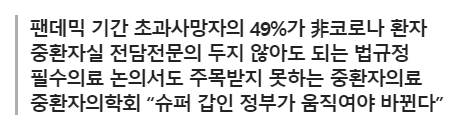 팬데믹 기간 초과사망자의 49%가 非코로나 환자
중환자실 전담전문의 두지 않아도 되는 법규정
필수의료 논의서도 주목받지 못하는 중환자의료
중환자의학회 “슈퍼 갑인 정부가 움직여야 바뀐다”